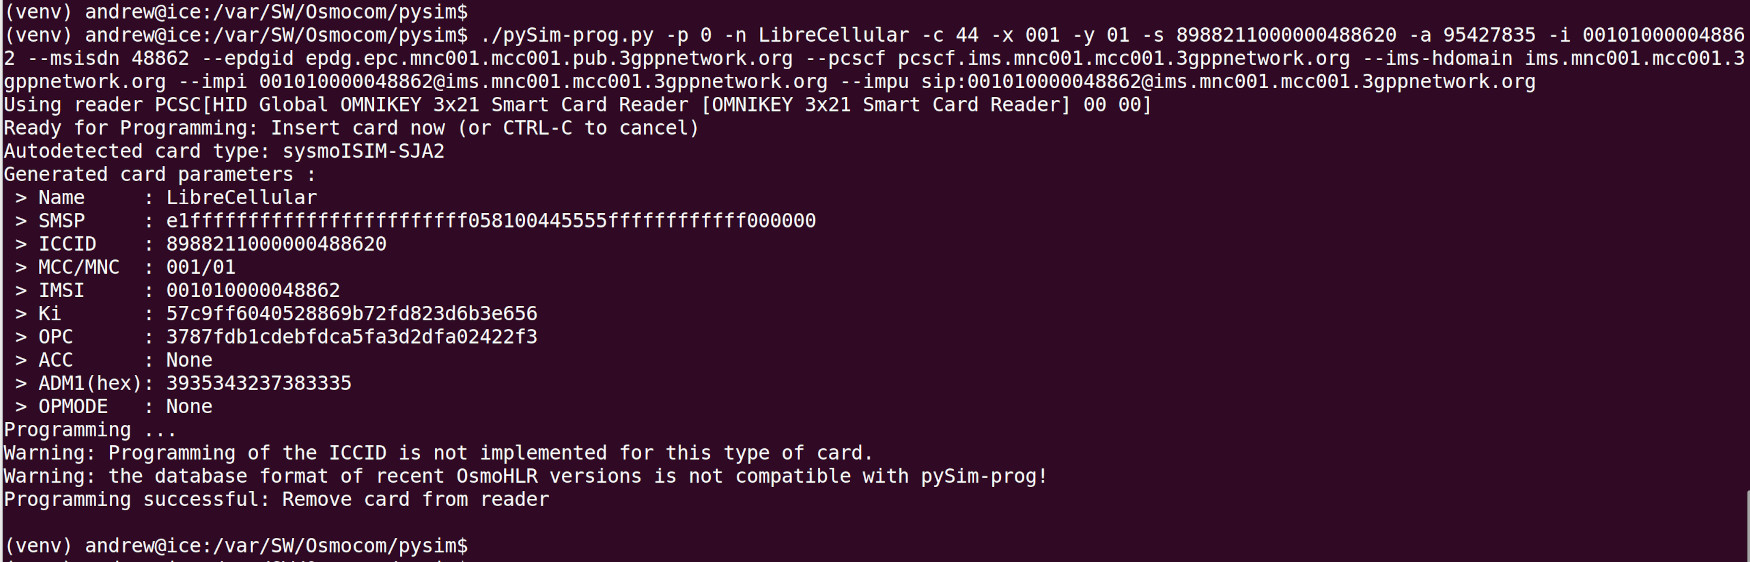 (venv) andrew@ice:/var/SW/Osmocom/pysim$
(venv) andrew@ice:/var/SW/Osmocom/pysim$ ./pySim-prog.py -p 0 -n LibreCellular -c 44 -x 001 -y 01 -s 8988211000000488620 -a 95427835 -i 00101000004886
2 --msisdn 48862 --epdgid epdg.epc.mnc001.mcc001.pub.3gppnetwork.org --pcscf pcscf.ims.mnc001.mcc001.3gppnetwork.org --ims-hdomain ims.mnc001.mcc001.3
gppnetwork.org --impi 001010000048862@ims.mnc001.mcc001.3gppnetwork.org --impu sip:001010000048862@ims.mnc001.mcc001.3gppnetwork.org
Using reader PCSC[HID Global OMNIKEY 3x21 Smart Card Reader [OMNIKEY 3x21 Smart Card Reader] 00 00]
Ready for Programming: Insert card now (or CTRL-C to cancel)
Autodetected card type: sysmoISIM-SJA2
Generated card parameters :
 > Name     : LibreCellular
 > SMSP     : e1ffffffffffffffffffffffff058100445555ffffffffffff000000
 > ICCID    : 8988211000000488620
 > MCC/MNC  : 001/01
 > IMSI     : 001010000048862
 > Ki       : 57c9ff6040528869b72fd823d6b3e656
 > OPC      : 3787fdb1cdebfdca5fa3d2dfa02422f3
 > ACC      : None
 > ADM1(hex): 3935343237383335
 > OPMODE   : None
Programming ...
Warning: Programming of the ICCID is not implemented for this type of card.
Warning: the database format of recent OsmoHLR versions is not compatible with pySim-prog!
Programming successful: Remove card from reader
(venv) andrew@ice:/var/SW/Osmocom/pysim$